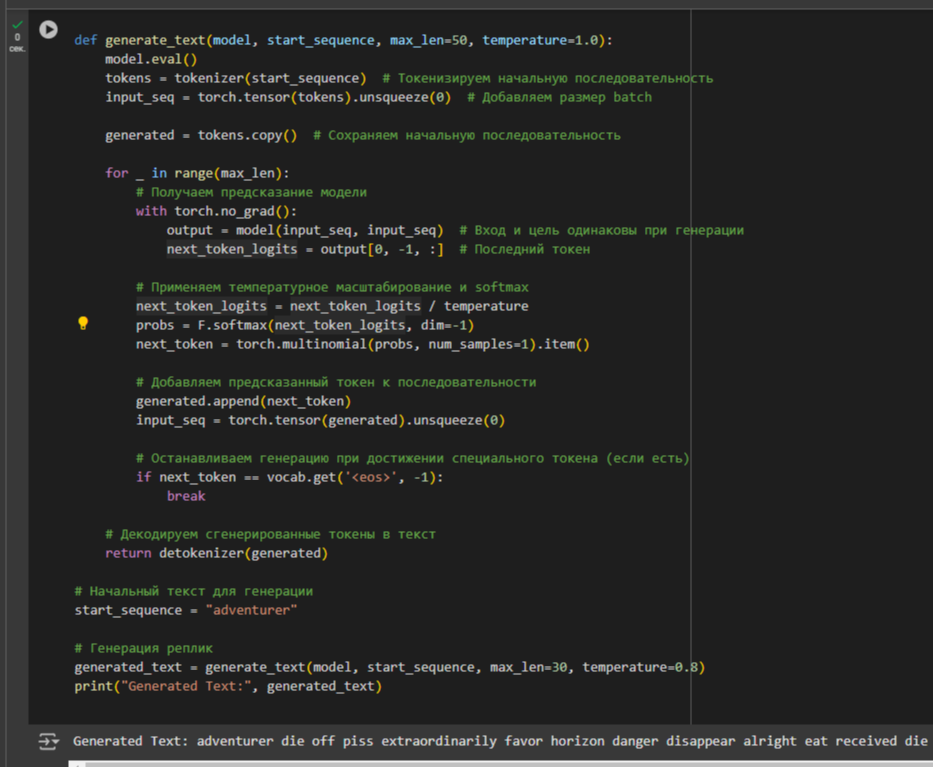 0
сек.
def generate_text(model, start_sequence, max_len=50, temperature=1.0):
model.eval()
tokens = tokenizer(start_sequence)  # Токенизируем начальную последовательность
input_seq = torch.tensor(tokens).unsqueeze(0)  # Добавляем размер batch
generated = tokens.copy()  # Сохраняем начальную последовательность
for _ in range(max_len):
# Получаем предсказание модели
with torch.no_grad():
output = model(input_seq, input_seq)  # Вход и цель одинаковы при генерации
next_token_logits = output[0, -1, :]  # Последний токен
# Применяем температурное масштабирование и softmax
next_token_logits = next_token_logits / temperature
probs = F.softmax(next_token_logits, dim=-1)
next_token = torch.multinomial(probs, num_samples=1).item()
# Добавляем предсказанный токен к последовательности
generated.append(next_token)
input_seq = torch.tensor(generated).unsqueeze(0)
# Останавливаем генерацию при достижении специального токена (если есть)
if next_token == vocab.get('<eos>', -1):
break
# Декодируем сгенерированные токены в текст
return detokenizer(generated)
# Начальный текст для генерации
start_sequence = "adventurer"
# Генерация реплик
generated_text = generate_text(model, start_sequence, max_len=30, temperature=0.8)
print("Generated Text:", generated_text)
Generated Text: adventurer die off piss extraordinarily favor horizon danger disappear alright eat received die